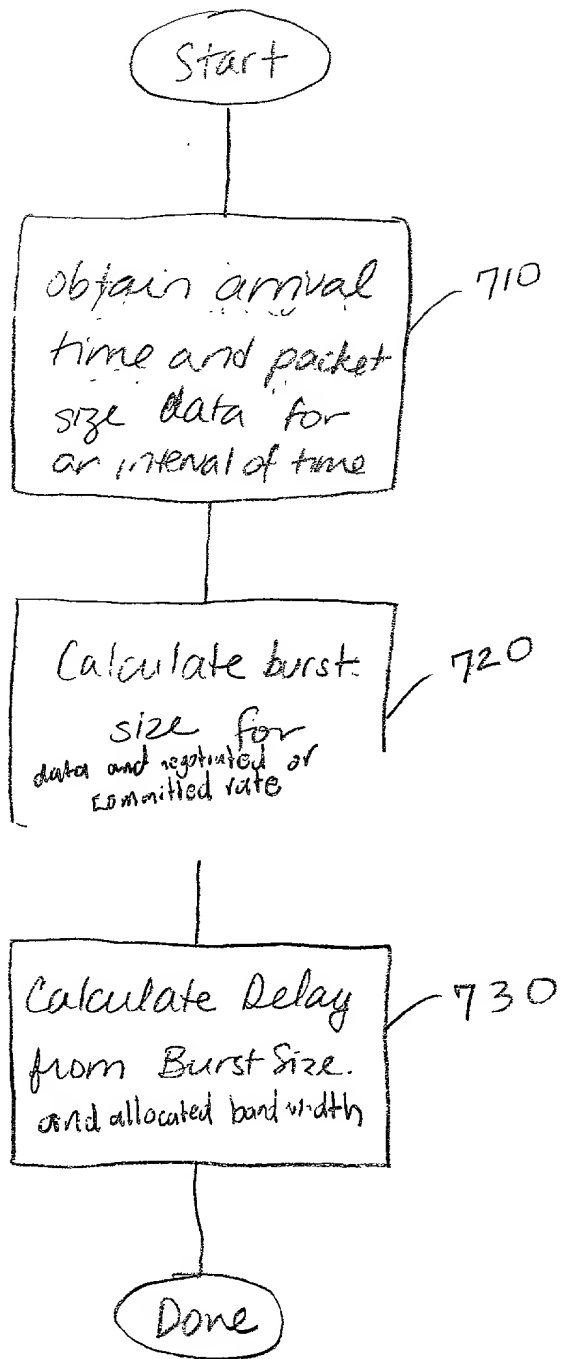 Start
obtain arrival
time and packet
size data for
an interval of time
710
Calculate burst
size for
data and negotiated or
committed rate
720
Calculate Delay
from Burst Size.
and allocated bandwidth
730
Done